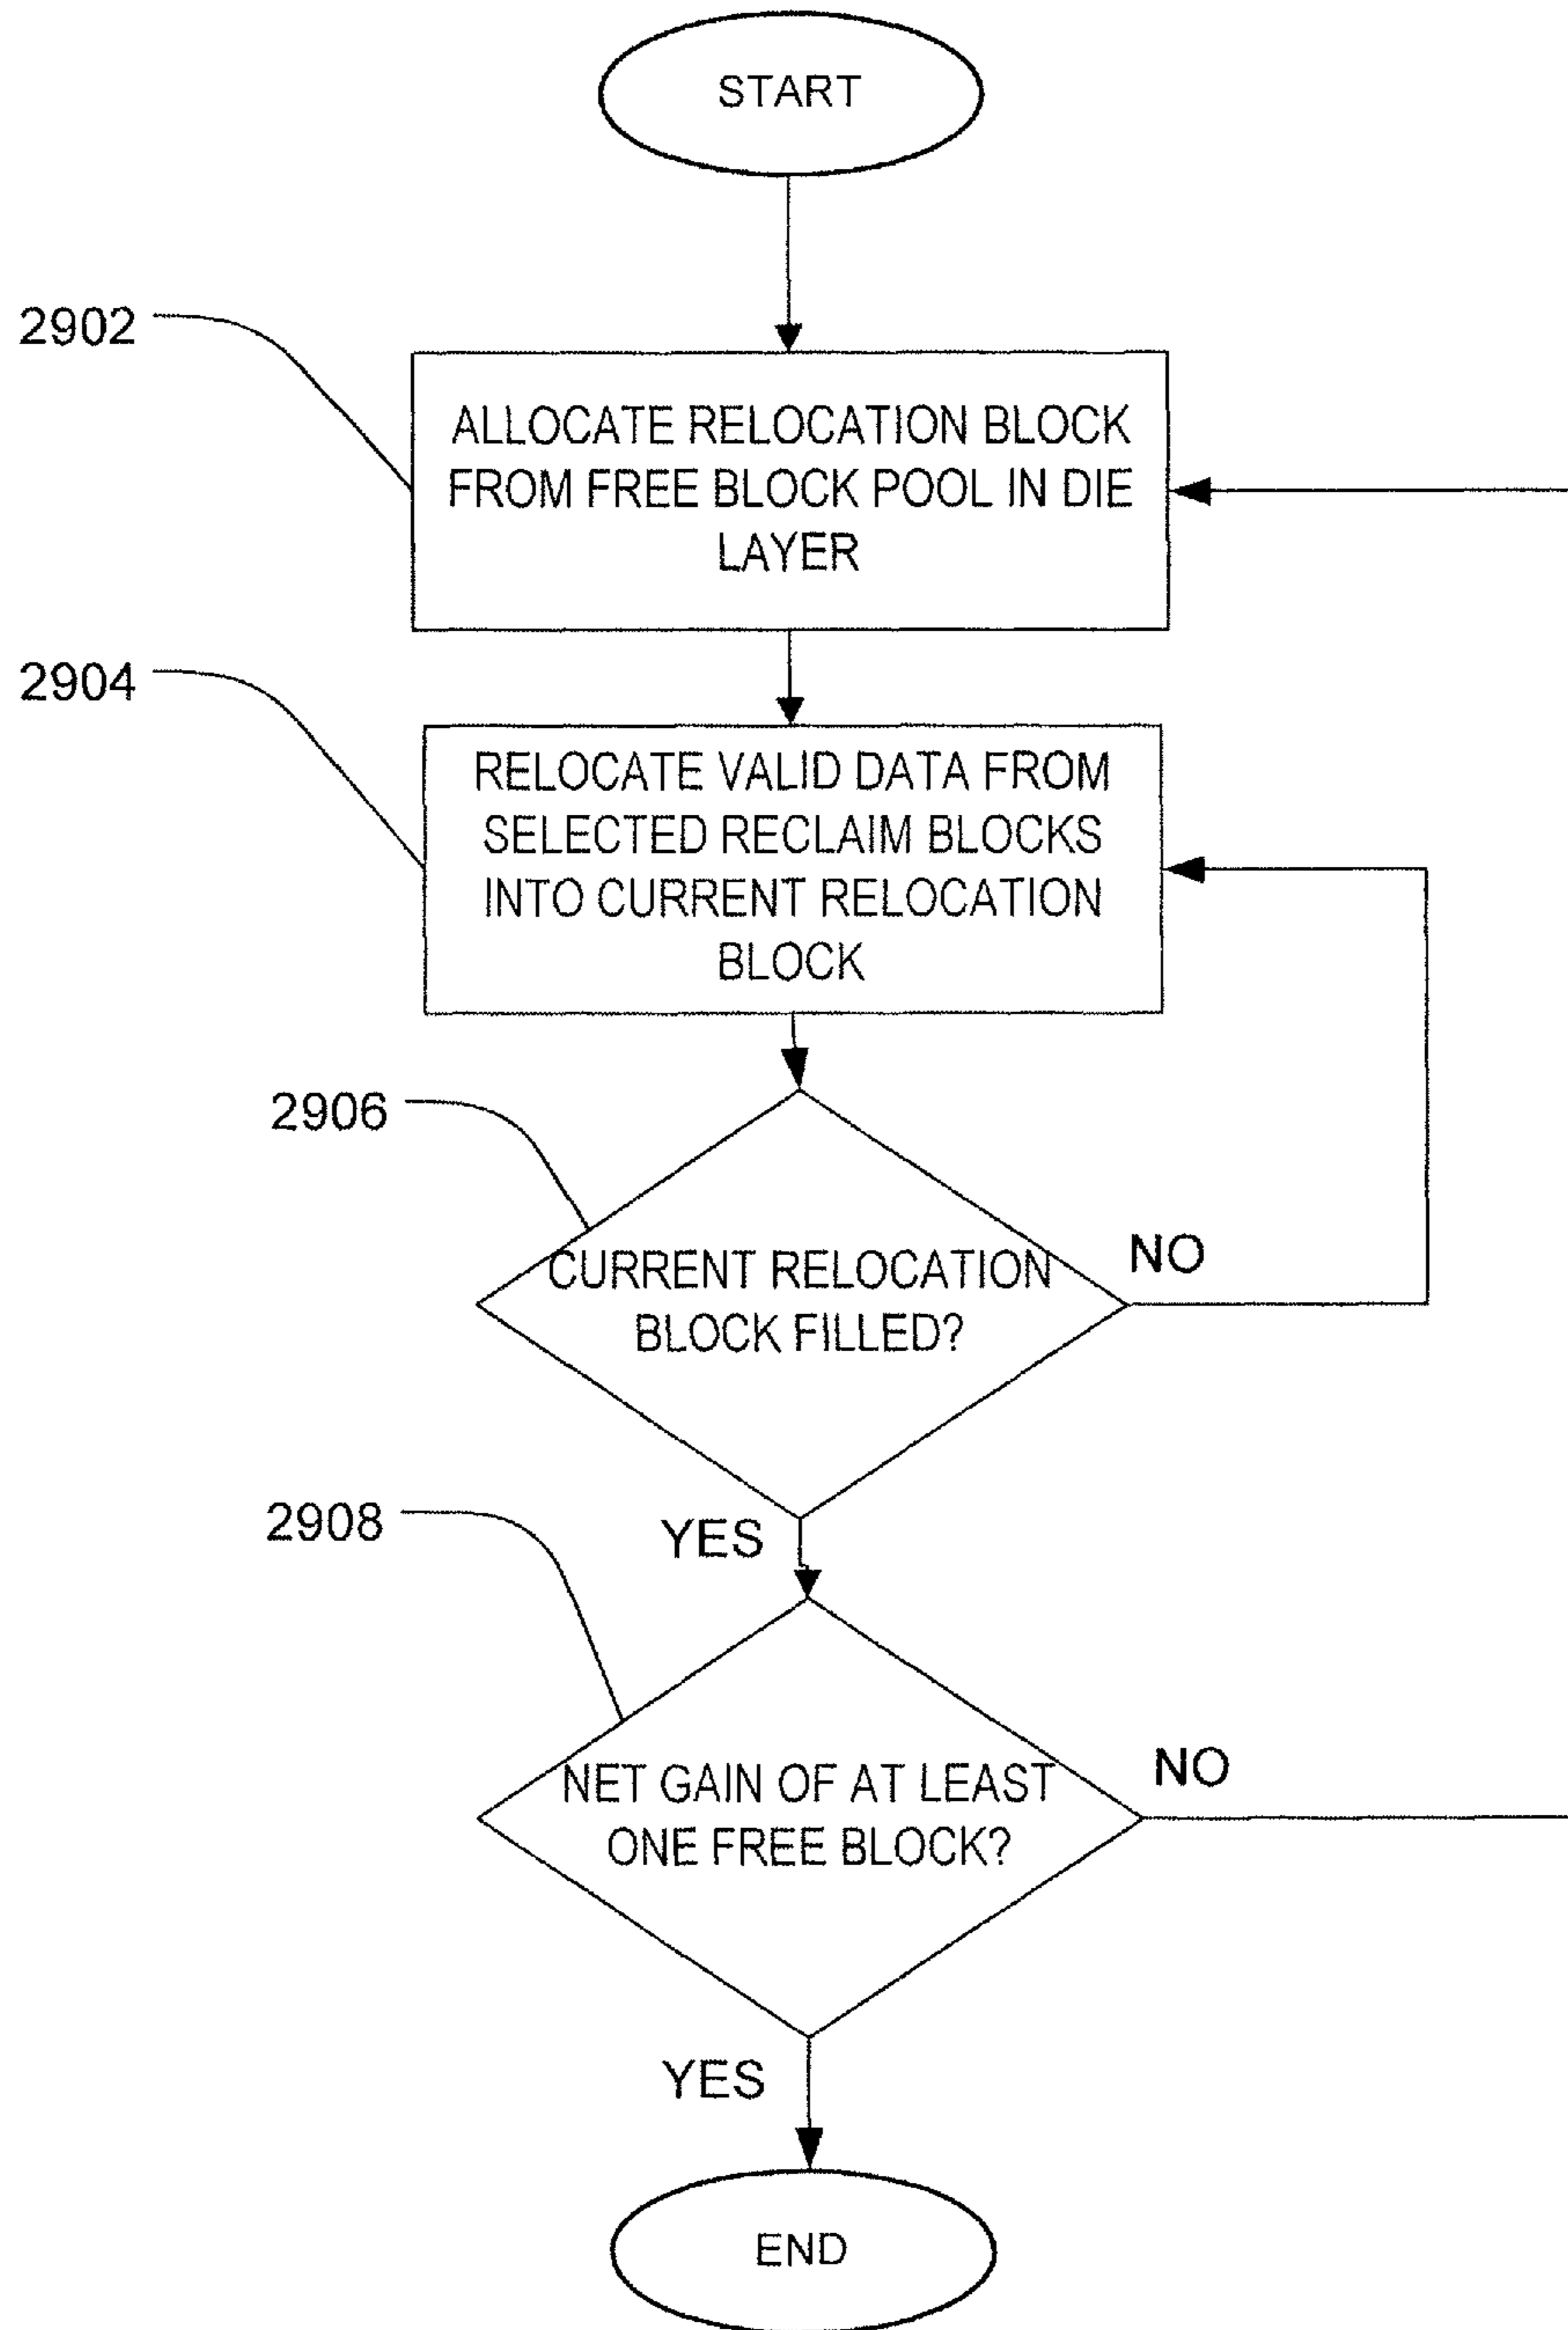 START
2902
ALLOCATE RELOCATION BLOCK
FROM FREE BLOCK POOL IN DIE
LAYER
2904
RELOCATE VALID DATA FROM
SELECTED RECLAIM BLOCKS
INTO CURRENT RELOCATION
BLOCK
2906
CURRENT RELOCATION
BLOCK FILLED?
NO
YES
2908
NET GAIN OF AT LEAST
ONE FREE BLOCK?
NO
YES
END